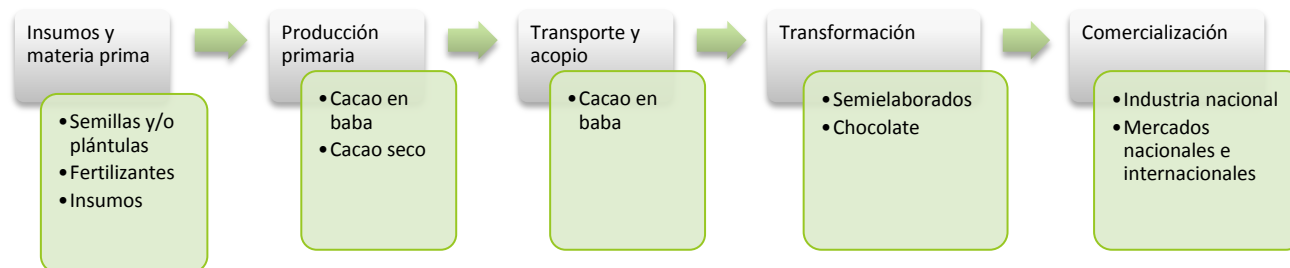 Insumos y
materia prima
•Semillas y/o
plántulas
•Fertilizantes
•Insumos
Producción
primaria
•Cacao en
baba
•Cacao seco
Transporte y
acopio
•Cacao en
baba
Transformación
•Semielaborados
•Chocolate
Comercialización
•Industria nacional
•Mercados
nacionales e
internacionales